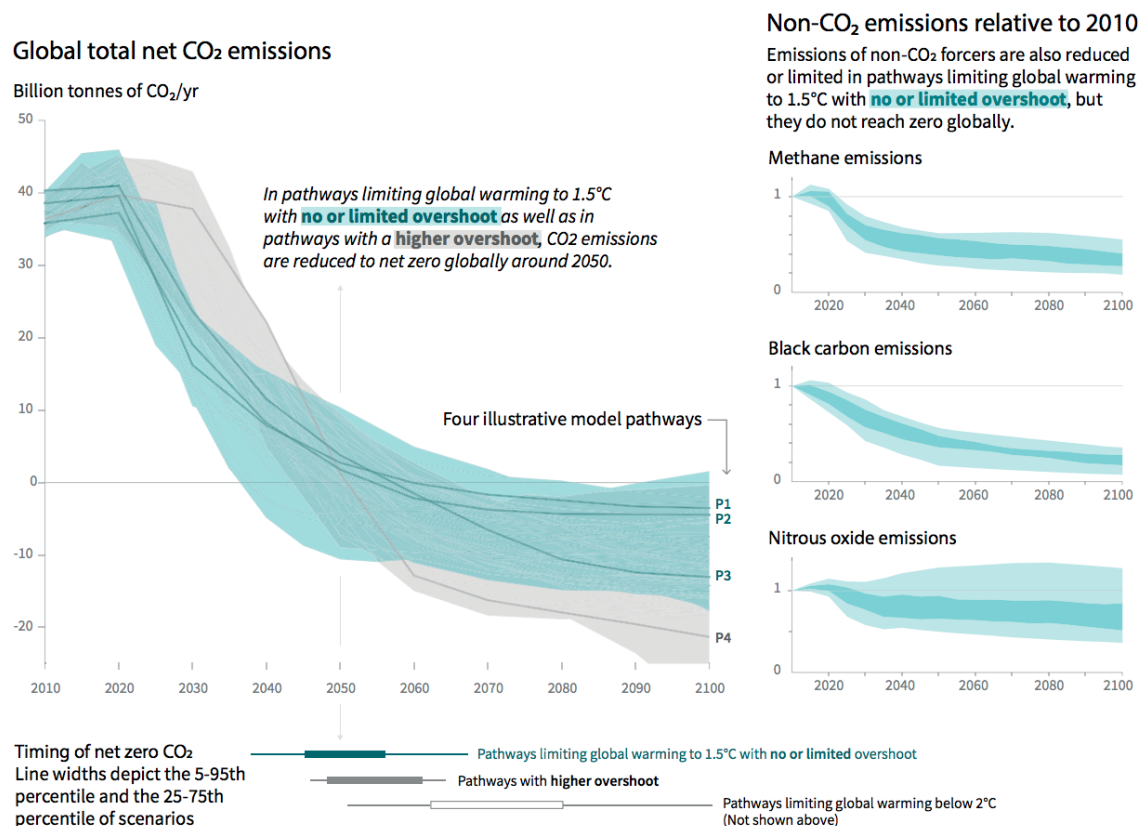 Global total net CO₂ emissions
Billion tonnes of CO₂/yr
50
40
30
20
10
0
-10
-20
2010
2020
2030
2040
2050
2060
2070
2080
2090
2100
In pathways limiting global warming to 1.5°C
with no or limited overshoot as well as in
pathways with a higher overshoot, CO2 emissions
are reduced to net zero globally around 2050.
Four illustrative model pathways
P1
P2
P3
P4
Non-CO₂ emissions relative to 2010
Emissions of non-CO₂ forcers are also reduced
or limited in pathways limiting global warming
to 1.5°C with no or limited overshoot, but
they do not reach zero globally.
Methane emissions
1
0
2020
2040
2060
2080
2100
Black carbon emissions
1
0
2020
2040
2060
2080
2100
Nitrous oxide emissions
1
0
2020
2040
2060
2080
2100
Timing of net zero CO₂
Line widths depict the 5-95th
percentile and the 25-75th
percentile of scenarios
Pathways limiting global warming to 1.5°C with no or limited overshoot
Pathways with higher overshoot
Pathways limiting global warming below 2°C
(Not shown above)